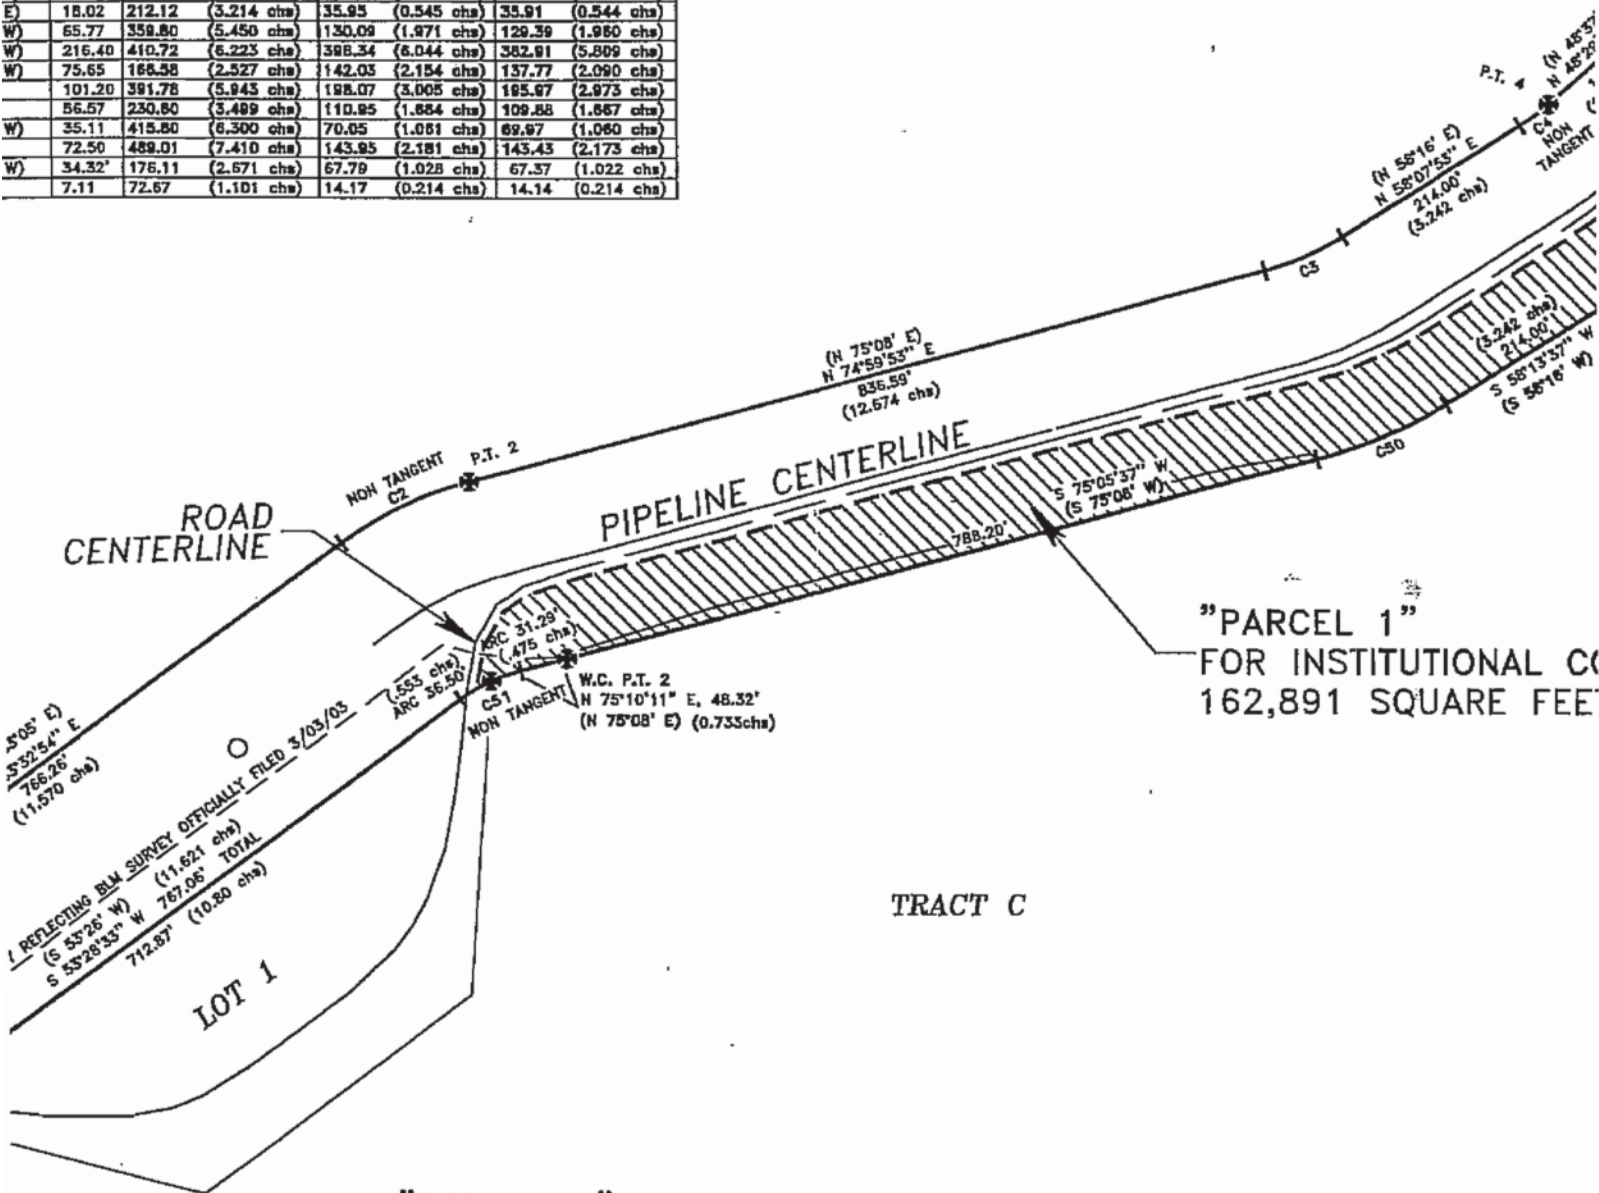 E) 18.02 212.12 (3.214 chs) 35.93 (0.545 chs) 35.91 (0.544 chs)
W) 65.77 359.80 (5.450 chs) 130.09 (1.971 chs) 129.39 (1.960 chs)
W) 216.40 410.72 (6.223 chs) 398.34 (6.044 chs) 382.91 (5.809 chs)
W) 75.65 166.58 (2.527 chs) 142.03 (2.154 chs) 137.77 (2.090 chs)
101.20 391.78 (5.943 chs) 198.07 (3.005 chs) 195.97 (2.973 chs)
56.57 230.60 (3.499 chs) 110.95 (1.684 chs) 109.88 (1.667 chs)
W) 35.11 415.80 (6.300 chs) 70.05 (1.061 chs) 69.97 (1.060 chs)
72.50 489.01 (7.410 chs) 143.95 (2.181 chs) 143.43 (2.173 chs)
W) 34.32' 176.11 (2.671 chs) 67.79 (1.028 chs) 67.37 (1.022 chs)
7.11 72.67 (1.101 chs) 14.17 (0.214 chs) 14.14 (0.214 chs)
P.T. 4
C4
NON
TANGENT
(N 58°16' E)
N 58°07'53" E
214.00'
(3.242 chs)
C3
(N 75°08' E)
N 74°59'53" E
836.59'
(12.674 chs)
(3.242 chs)
214.00'
S 58°13'37" W
(S 58°16' W)
C50
NON TANGENT
C2
P.T. 2
ROAD
CENTERLINE
PIPELINE CENTERLINE
S 75°05'37" W
(S 75°08' W)
788.20'
"PARCEL 1"
FOR INSTITUTIONAL CO
162,891 SQUARE FEE
ARC 31.29'
(.475 chs)
(.553 chs)
ARC 36.50'
C51
NON TANGENT
W.C. P.T. 2
N 75°10'11" E, 48.32'
(N 75°08' E) (0.733chs)
3°05' E)
3°32'54" E
766.26'
(11.570 chs)
REFLECTING BLM SURVEY OFFICIALLY FILED 3/03/03
(S 53°26' W) (11.621 chs)
S 53°28'33" W 767.06' TOTAL
712.87' (10.80 chs)
LOT 1
TRACT C